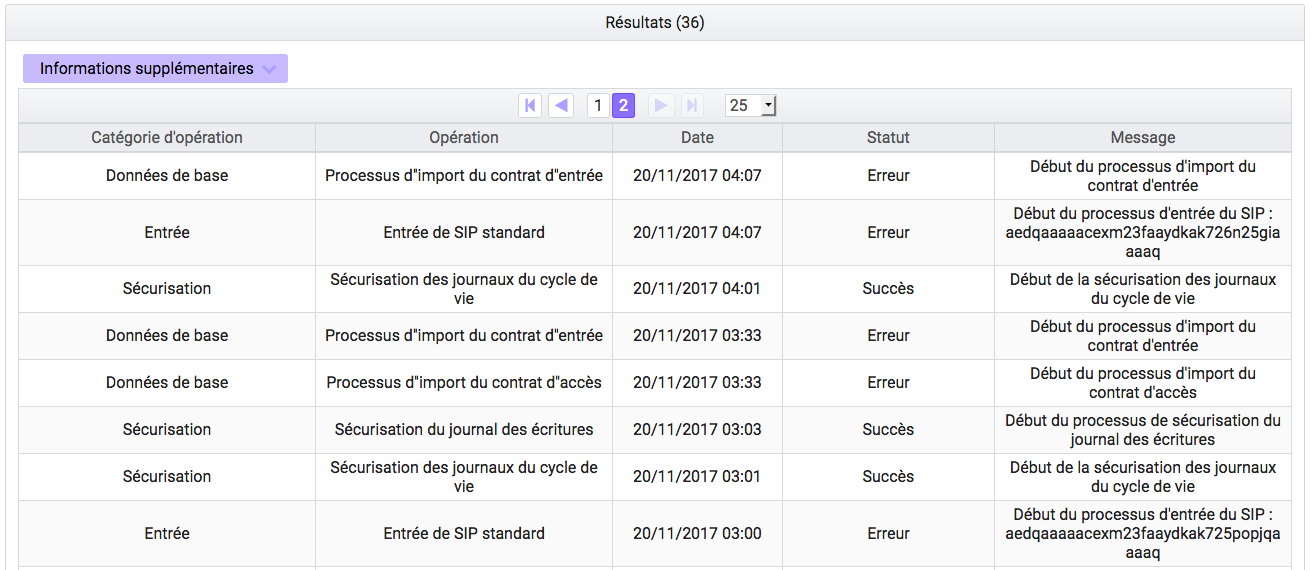 Résultats (36)
Informations supplémentaires
1 2 25
Catégorie d'opération Opération Date Statut Message
Données de base Processus d"import du contrat d"entrée 20/11/2017 04:07 Erreur Début du processus d'import du
contrat d'entrée
Entrée Entrée de SIP standard 20/11/2017 04:07 Erreur Début du processus d'entrée du SIP :
aedqaaaaacexm23faaydkak726n25gia
aaaq
Sécurisation Sécurisation des journaux du cycle de
vie 20/11/2017 04:01 Succès Début de la sécurisation des journaux
du cycle de vie
Données de base Processus d"import du contrat d"entrée 20/11/2017 03:33 Erreur Début du processus d'import du
contrat d'entrée
Données de base Processus d"import du contrat d"accès 20/11/2017 03:33 Erreur Début du processus d'import du
contrat d'accès
Sécurisation Sécurisation du journal des écritures 20/11/2017 03:03 Succès Début du processus de sécurisation du
journal des écritures
Sécurisation Sécurisation des journaux du cycle de
vie 20/11/2017 03:01 Succès Début de la sécurisation des journaux
du cycle de vie
Entrée Entrée de SIP standard 20/11/2017 03:00 Erreur Début du processus d'entrée du SIP :
aedqaaaaacexm23faaydkak725popjqa
aaaq